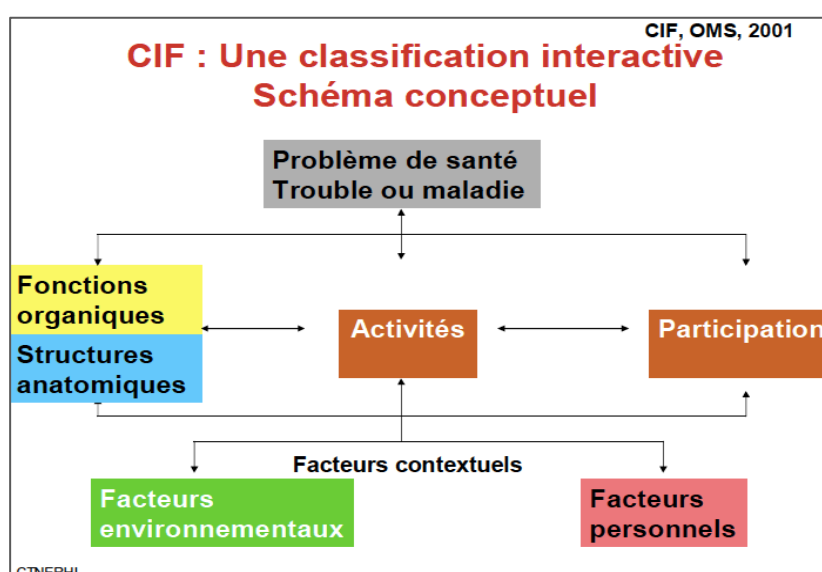 CIF, OMS, 2001
CIF : Une classification interactive
Schéma conceptuel
Problème de santé
Trouble ou maladie
Fonctions
organiques
Structures
anatomiques
Activités
Participation
Facteurs contextuels
Facteurs
environnementaux
Facteurs
personnels